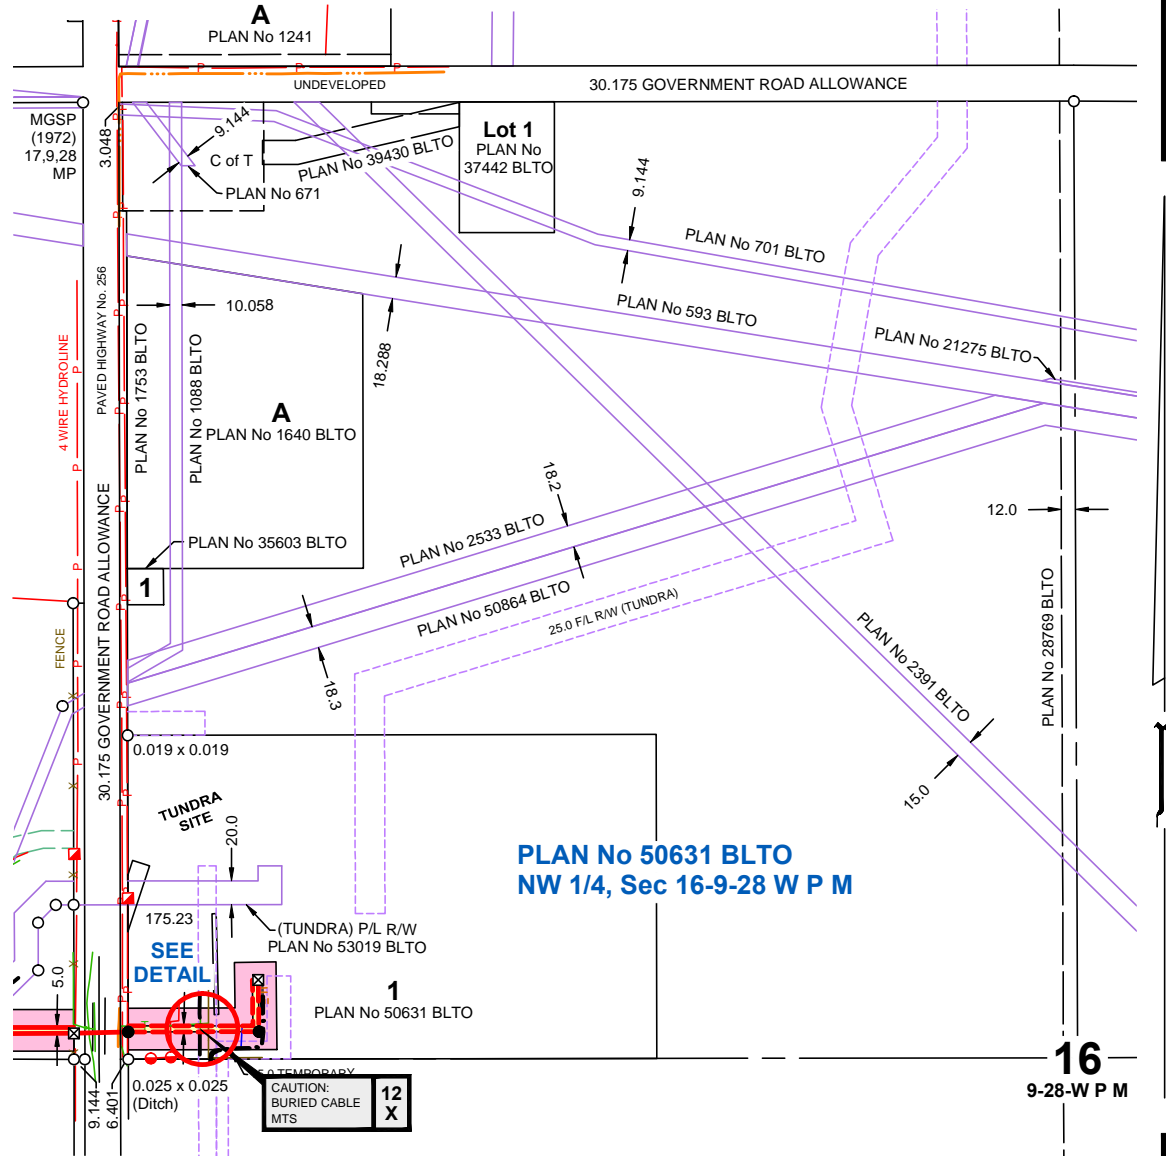 A
PLAN No 1241
UNDEVELOPED
30.175 GOVERNMENT ROAD ALLOWANCE
MGSP
(1972)
17,9,28
MP
3.048
9.144
C of T
PLAN No 39430 BLTO
PLAN No 671
Lot 1
PLAN No
37442 BLTO
9.144
PLAN No 701 BLTO
PAVED HIGHWAY No. 256
10.058
18.288
PLAN No 593 BLTO
PLAN No 21275 BLTO
4 WIRE HYDROLINE
PLAN No 1753 BLTO
PLAN No 1088 BLTO
A
PLAN No 1640 BLTO
18.2
12.0
30.175 GOVERNMENT ROAD ALLOWANCE
PLAN No 35603 BLTO
1
PLAN No 2533 BLTO
PLAN No 50864 BLTO
25.0 F/L R/W (TUNDRA)
FENCE
18.3
PLAN No 2391 BLTO
PLAN No 28769 BLTO
0.019 x 0.019
TUNDRA
SITE
20.0
15.0
PLAN No 50631 BLTO
NW 1/4, Sec 16-9-28 W P M
175.23
(TUNDRA) P/L R/W
PLAN No 53019 BLTO
SEE
DETAIL
5.0
1
PLAN No 50631 BLTO
16
9-28-W P M
5.0 TEMPORARY
9.144
6.401
0.025 x 0.025
(Ditch)
CAUTION:
BURIED CABLE
MTS
12
X